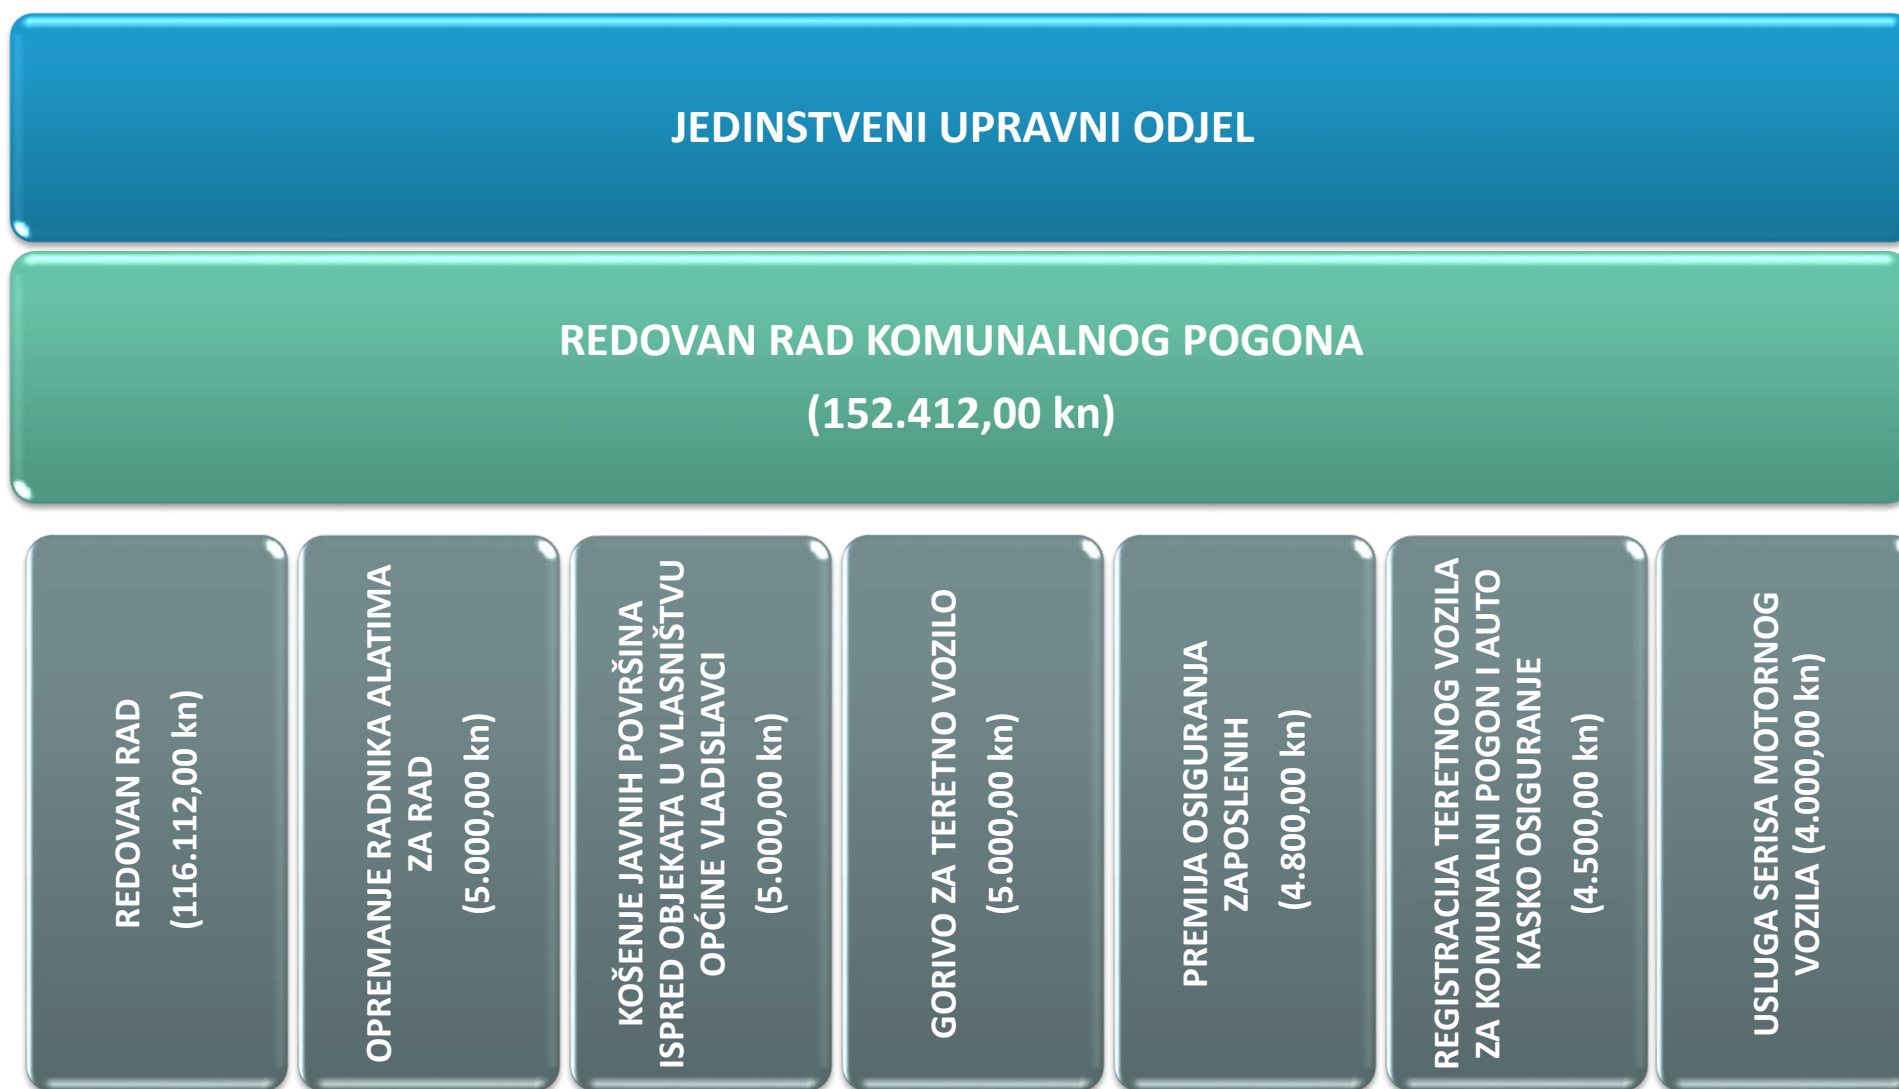 JEDINSTVENI UPRAVNI ODJEL
REDOVAN RAD KOMUNALNOG POGONA
(152.412,00 kn)
REDOVAN RAD
(116.112,00 kn)
OPREMANJE RADNIKA ALATIMA
ZA RAD
(5.000,00 kn)
KOŠENJE JAVNIH POVRŠINA
ISPRED OBJEKATA U VLASNIŠTVU
OPĆINE VLADISLAVCI
(5.000,00 kn)
GORIVO ZA TERETNO VOZILO
(5.000,00 kn)
PREMIJA OSIGURANJA
ZAPOSLENIH
(4.800,00 kn)
REGISTRACIJA TERETNOG VOZILA
ZA KOMUNALNI POGON I AUTO
KASKO OSIGURANJE
(4.500,00 kn)
USLUGA SERISA MOTORNOG
VOZILA (4.000,00 kn)